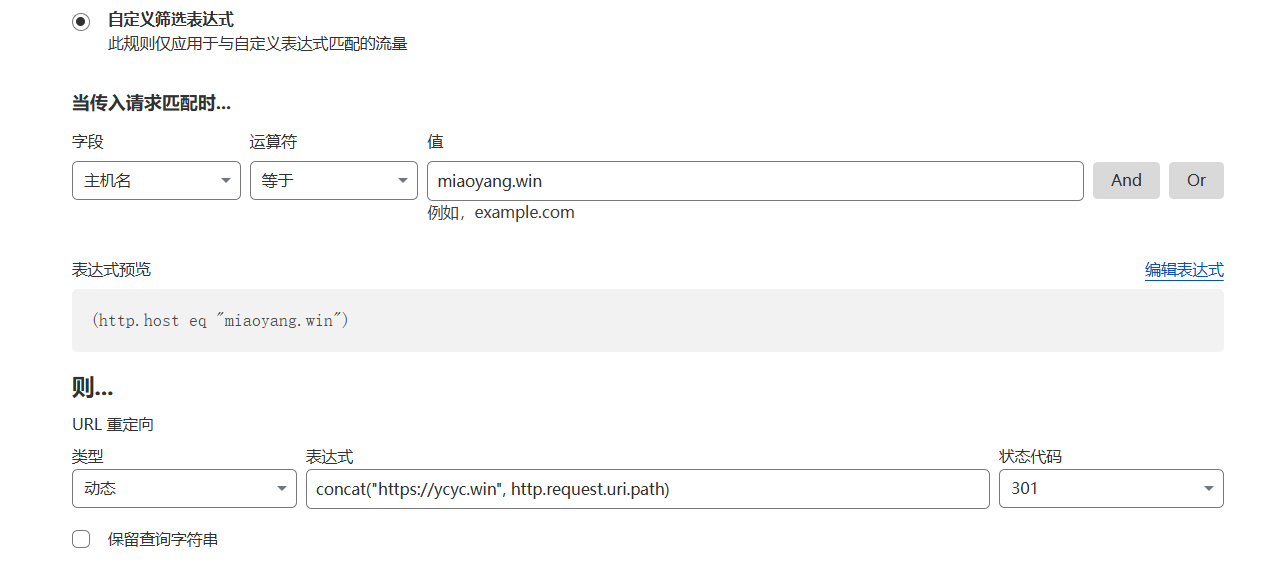 自定义筛选表达式
此规则仅应用于与自定义表达式匹配的流量
当传入请求匹配时...
字段 运算符 值
主机名 等于 miaoyang.win And Or
例如，example.com
表达式预览 编辑表达式
(http.host eq "miaoyang.win")
则...
URL 重定向
类型 表达式 状态代码
动态 concat("https://ycyc.win", http.request.uri.path) 301
保留查询字符串